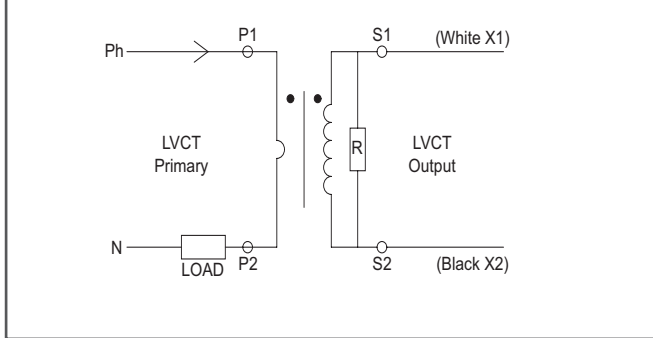 P1
S1
(White X1)
Ph
LVCT
Primary
R
LVCT
Output
N
LOAD
P2
S2
(Black X2)